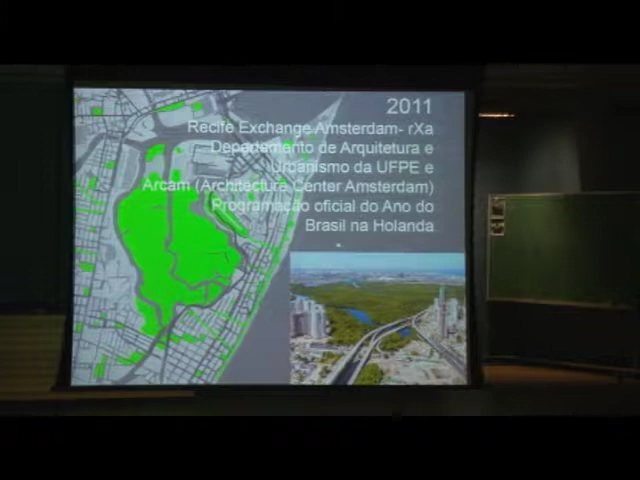 2011
Recife Exchange Amsterdam- rXa
Departamento de Arquitetura e
Urbanismo da UFPE e
Arcam (Architecture Center Amsterdam)
Programação oficial do Ano do
Brasil na Holanda